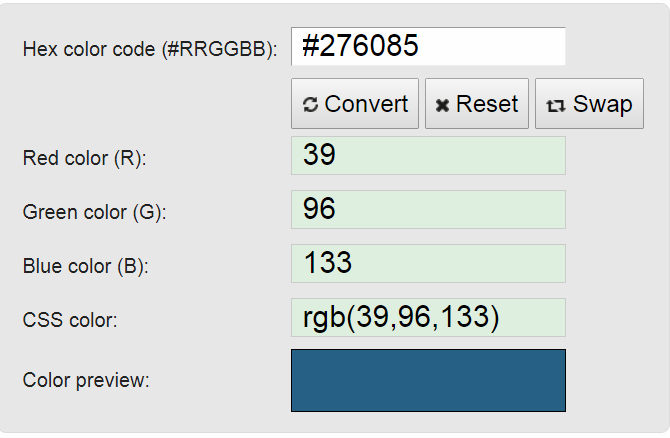 Hex color code (#RRGGBB): #276085
Convert Reset Swap
Red color (R): 39
Green color (G): 96
Blue color (B): 133
CSS color: rgb(39,96,133)
Color preview: